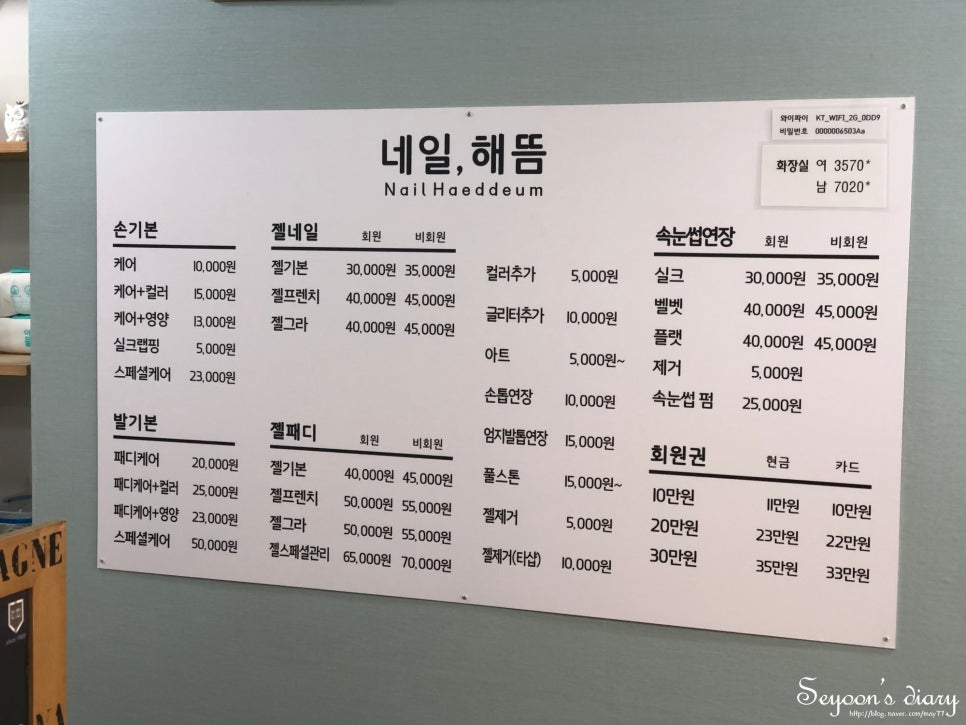 네일, 해뜸
Nail Haeddeum
와이파이 KT_WIFI_2G_0DD9
비밀번호 0000006503Aa
화장실 여 3570*
남 7020*
손기본
케어 10,000원
케어+컬러 15,000원
케어+영양 13,000원
실크랩핑 5,000원
스페셜케어 23,000원
발기본
패디케어 20,000원
패디케어+컬러 25,000원
패디케어+영양 23,000원
스페셜케어 50,000원
젤네일 회원 비회원
젤기본 30,000원 35,000원
젤프렌치 40,000원 45,000원
젤그라 40,000원 45,000원
젤패디 회원 비회원
젤기본 40,000원 45,000원
젤프렌치 50,000원 55,000원
젤그라 50,000원 55,000원
젤스페셜관리 65,000원 70,000원
컬러추가 5,000원
글리터추가 10,000원
아트 5,000원~
손톱연장 10,000원
엄지발톱연장 15,000원
풀스톤 15,000원~
젤제거 5,000원
젤제거(타샵) 10,000원
속눈썹연장 회원 비회원
실크 30,000원 35,000원
벨벳 40,000원 45,000원
플랫 40,000원 45,000원
제거 5,000원
속눈썹 펌 25,000원
회원권 현금 카드
10만원 11만원 10만원
20만원 23만원 22만원
30만원 35만원 33만원
AGNE
Seyoon's diary
http://blog.naver.com/may77